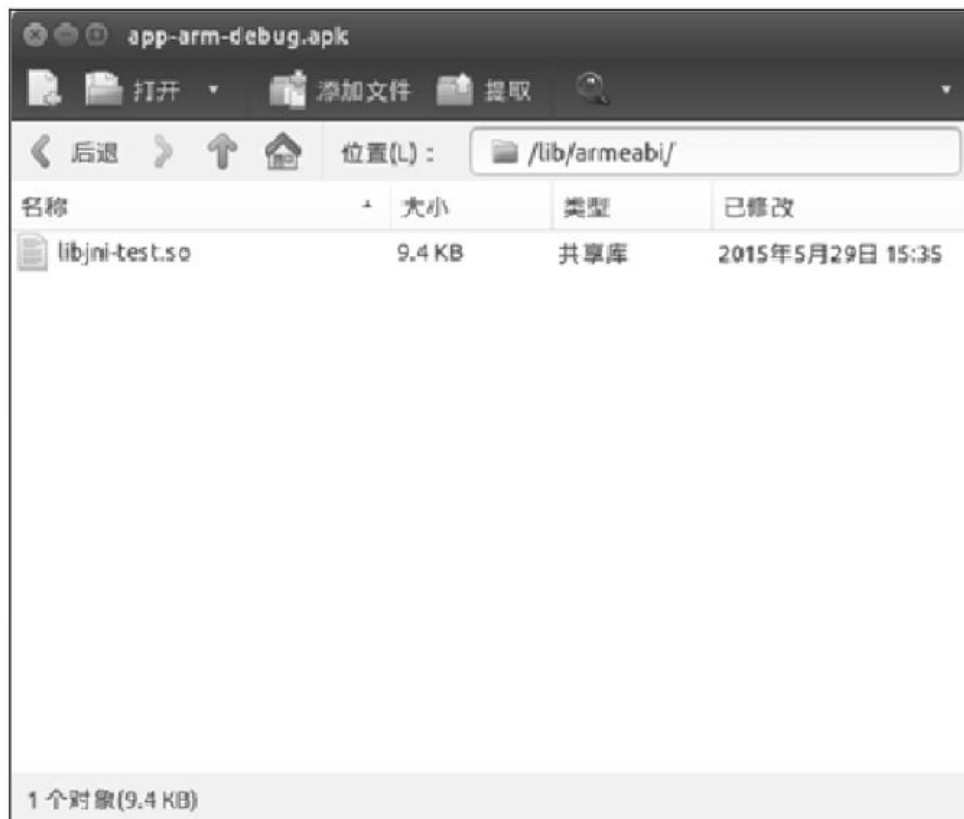 app-arm-debug.apk
打开 添加文件 提取
后退 位置(L)： /lib/armeabi/
名称 大小 类型 已修改
libjni-test.so 9.4 KB 共享库 2015年5月29日 15:35
1 个对象(9.4 KB)